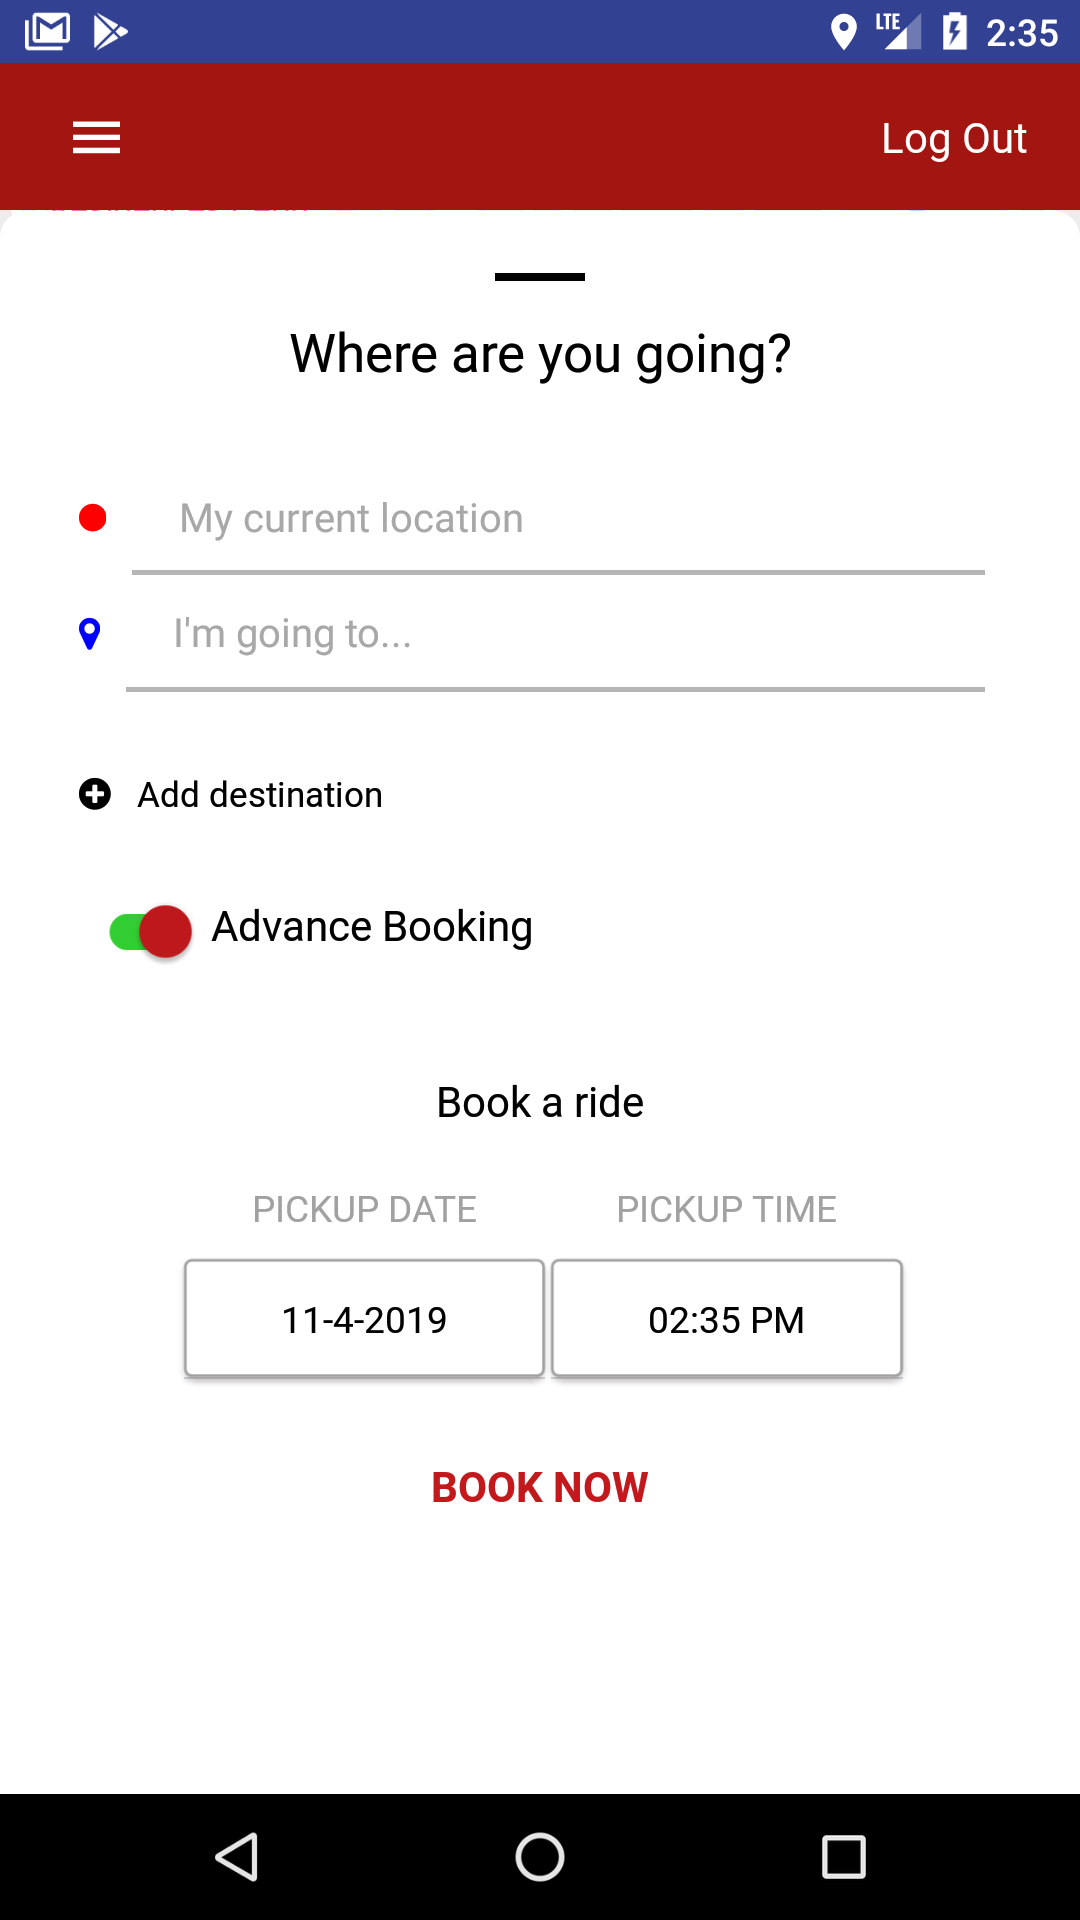 LTE 2:35
Log Out
Where are you going?
My current location
I'm going to...
Add destination
Advance Booking
Book a ride
PICKUP DATE PICKUP TIME
11-4-2019 02:35 PM
BOOK NOW